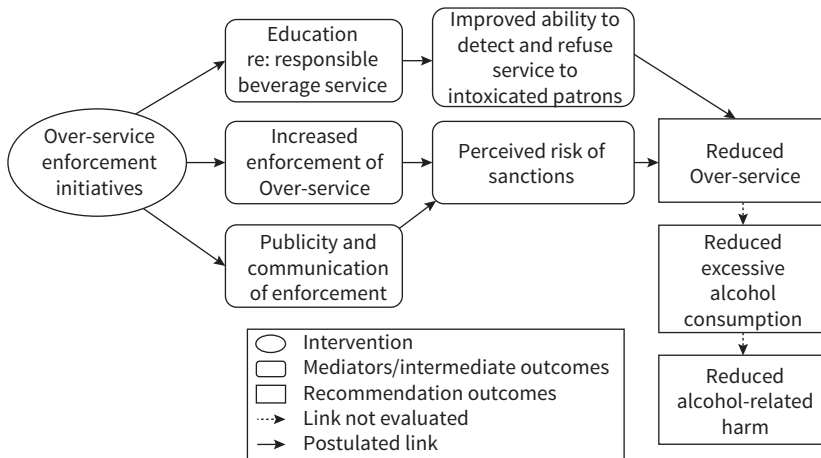 Education
re: responsible
beverage service
Improved ability to
detect and refuse
service to
intoxicated patrons
Over-service
enforcement
initiatives
Increased
enforcement of
Over-service
Perceived risk of
sanctions
Reduced
Over-service
Publicity and
communication
of enforcement
Reduced
excessive
alcohol
consumption
Reduced
alcohol-related
harm
Intervention
Mediators/intermediate outcomes
Recommendation outcomes
Link not evaluated
Postulated link